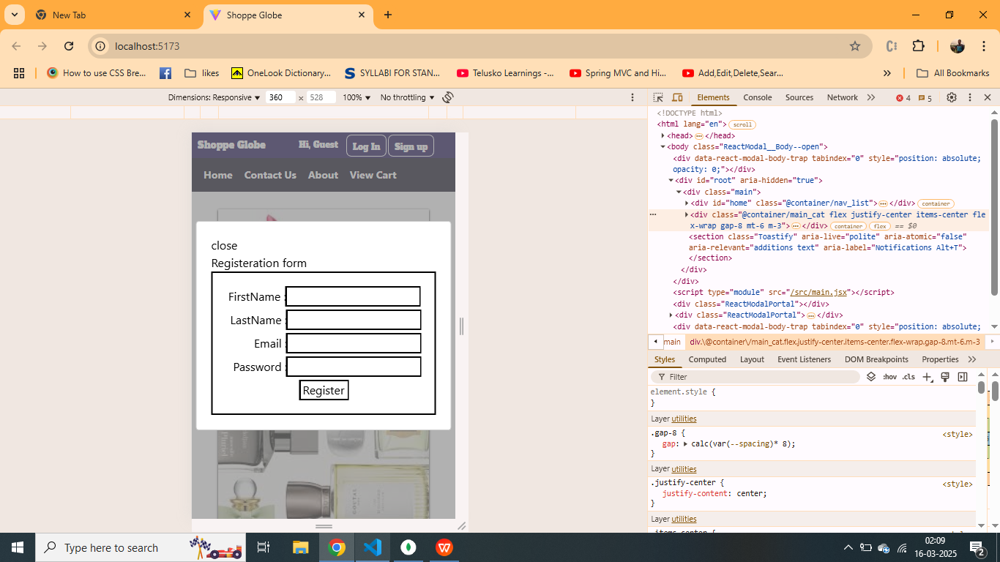 New Tab
Shoppe Globe
localhost:5173
How to use CSS Bre...
likes
OneLook Dictionary...
SYLLABI FOR STAN...
Telusko Learnings -...
Spring MVC and Hi...
Add,Edit,Delete,Sear...
All Bookmarks
Dimensions: Responsive
360
×
528
100%
No throttling
Elements
Console
Sources
Network
4
5
Shoppe Globe
Hi, Guest
Log In
Sign up
Home
Contact Us
About
View Cart
close
Registeration form
FirstName :
LastName :
Email :
Password :
Register
<!DOCTYPE html>
<html lang="en"> scroll
<head> </head>
<body class="ReactModal__Body--open">
<div data-react-modal-body-trap tabindex="0" style="position: absolute;
opacity: 0;"></div>
<div id="root" aria-hidden="true">
<div class="main">
<div id="home" class="@container/nav_list"> </div> container
<div class="@container/main_cat flex justify-center items-center fle
x-wrap gap-8 mt-6 m-3"> </div> container flex == $0
<section class="Toastify" aria-live="polite" aria-atomic="false"
aria-relevant="additions text" aria-label="Notifications Alt+T">
</section>
</div>
</div>
<script type="module" src="/src/main.jsx"></script>
<div class="ReactModalPortal"></div>
<div class="ReactModalPortal"> </div>
<div data-react-modal-body-trap tabindex="0" style="position: absolute;
main
div.\@container\/main_cat.flex.justify-center.items-center.flex-wrap.gap-8.mt-6.m-3
Styles
Computed
Layout
Event Listeners
DOM Breakpoints
Properties
Filter
:hov
.cls
element.style {
}
Layer utilities
.gap-8 {
<style>
gap: calc(var(--spacing)* 8);
}
Layer utilities
.justify-center {
<style>
justify-content: center;
}
Layer utilities
.items-center {
<style>
Type here to search
02:09
16-03-2025
2